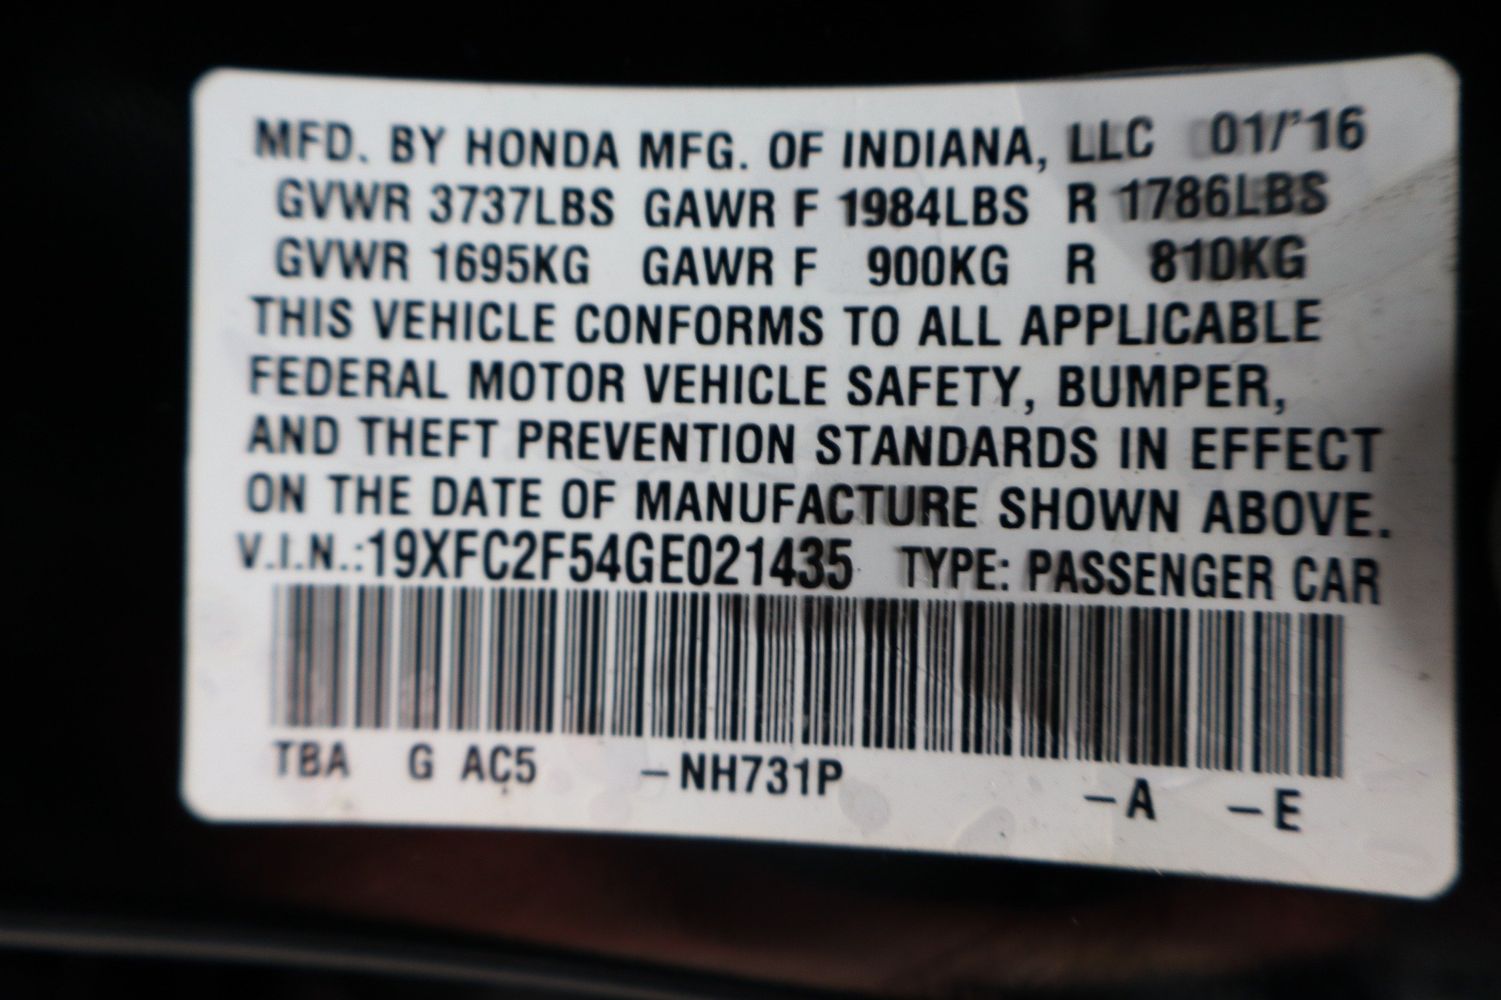 MFD. BY HONDA MFG. OF INDIANA, LLC 01/'16
GVWR 3737LBS GAWR F 1984LBS R 1786LBS
GVWR 1695KG GAWR F 900KG R 810KG
THIS VEHICLE CONFORMS TO ALL APPLICABLE
FEDERAL MOTOR VEHICLE SAFETY, BUMPER,
AND THEFT PREVENTION STANDARDS IN EFFECT
ON THE DATE OF MANUFACTURE SHOWN ABOVE.
V.I.N.:19XFC2F54GE021435 TYPE: PASSENGER CAR
TBA G AC5 –NH731P –A –E